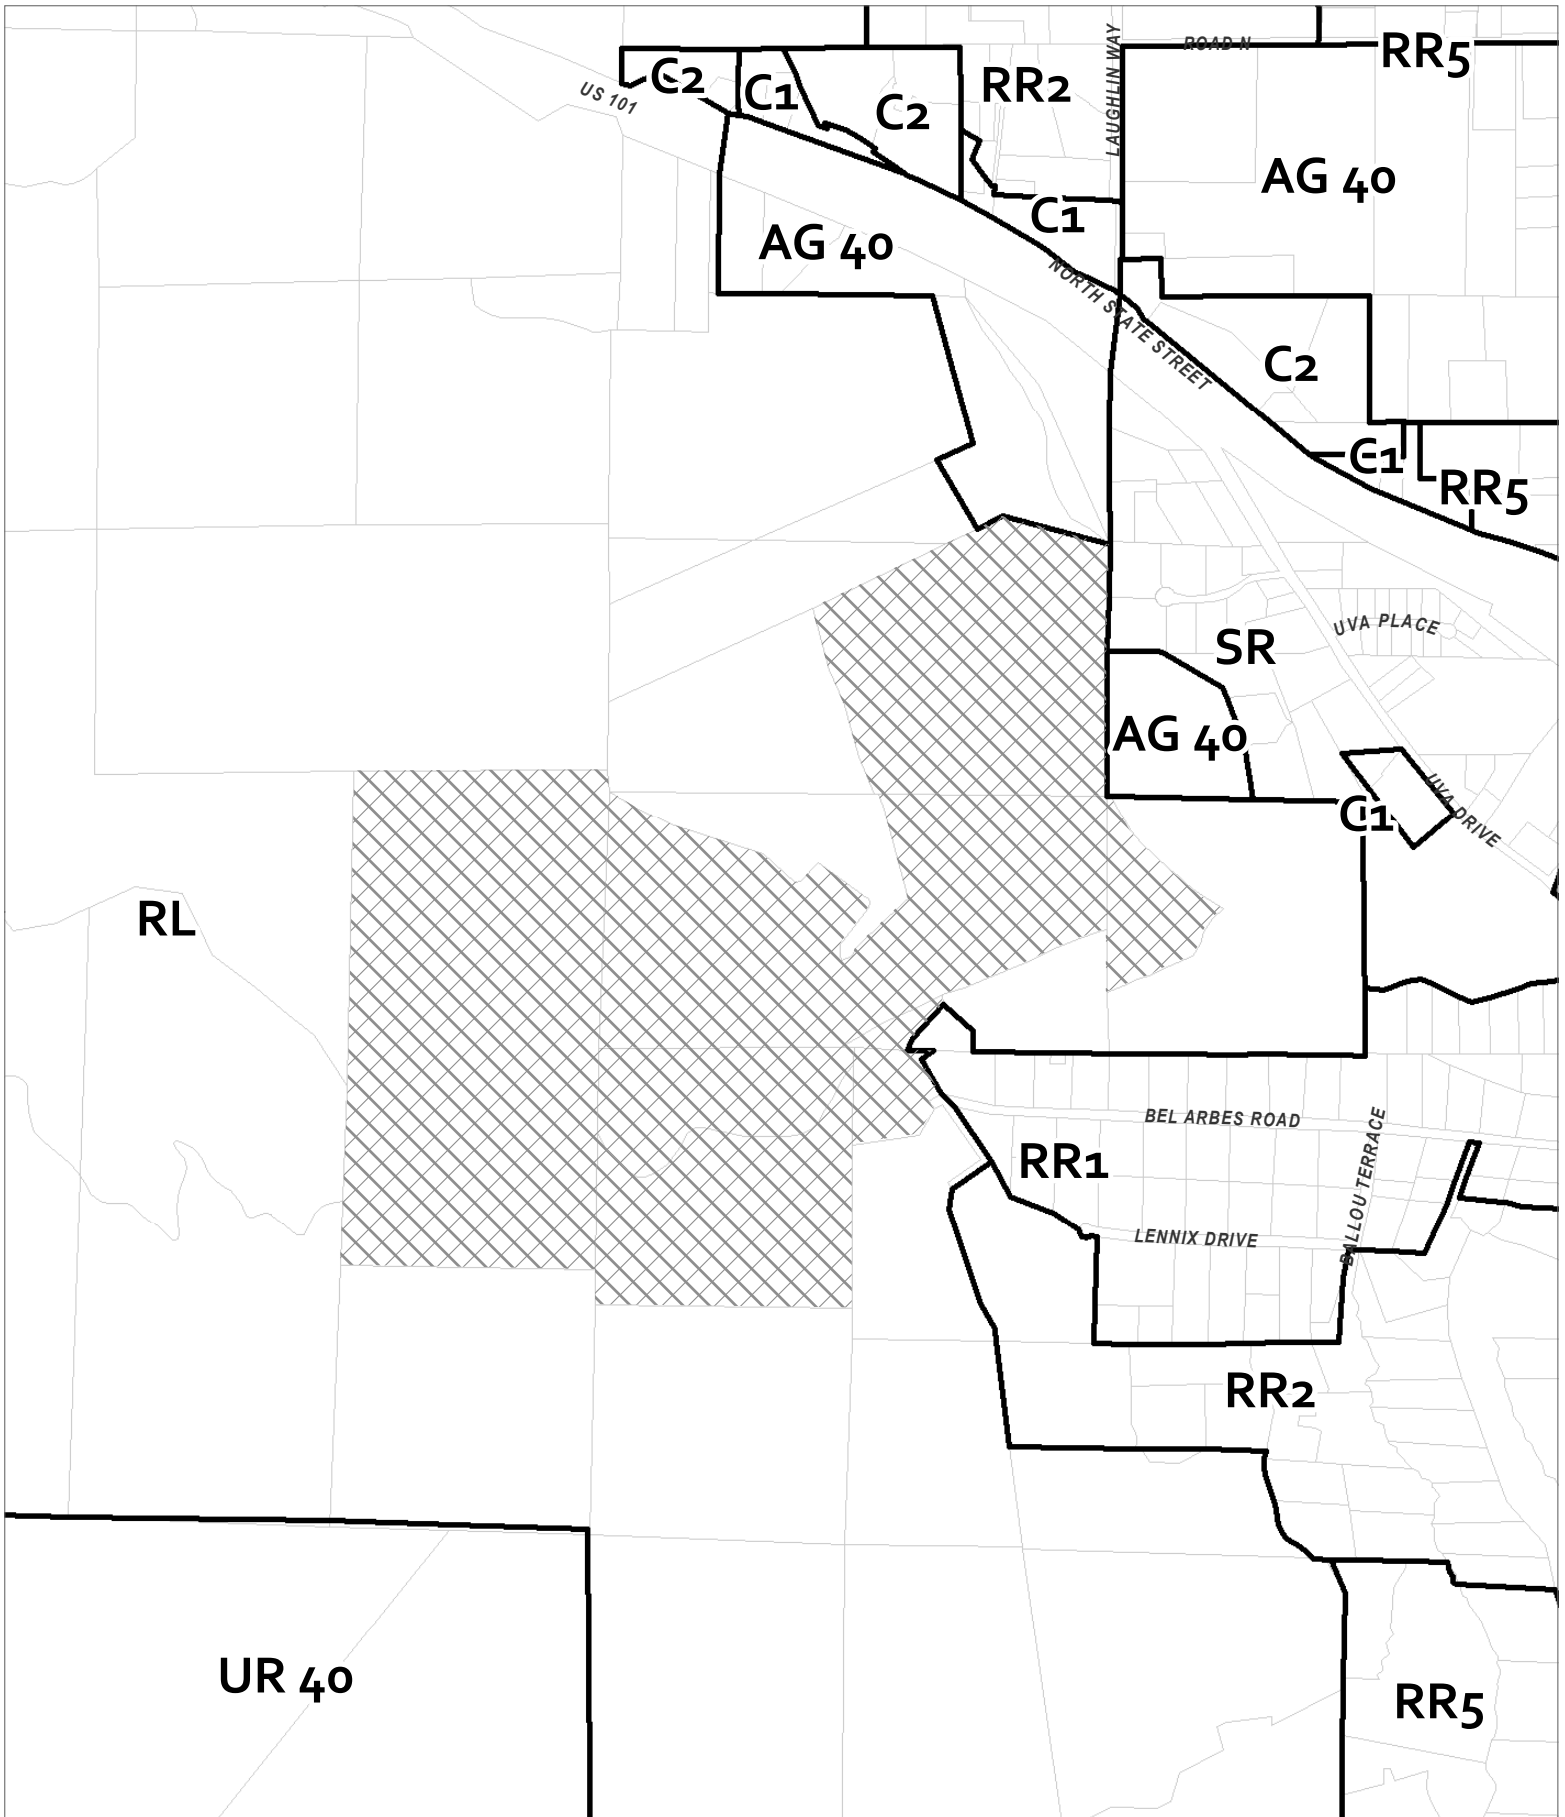 ROAD N
RR5
C2
C1
RR2
LAUGHLIN WAY
US 101
C2
AG 40
C1
AG 40
NORTH STATE STREET
C2
C1
RR5
UVA PLACE
SR
AG 40
UVA DRIVE
C1
RL
BEL ARBES ROAD
RR1
BALLOU TERRACE
LENNIX DRIVE
RR2
UR 40
RR5